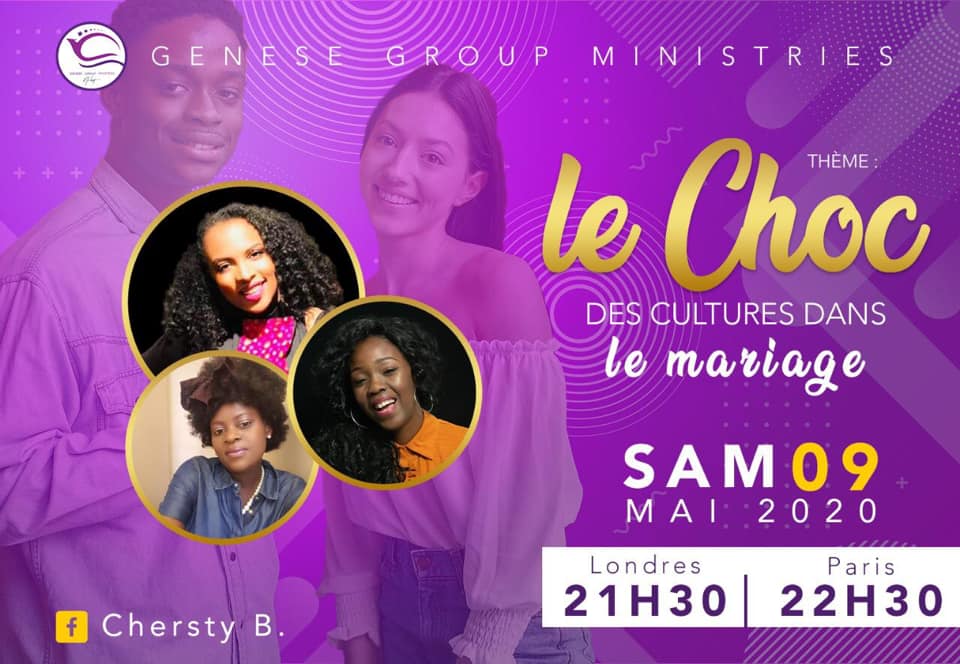 GENESE GROUP MINISTRIES
THÈME :
le Choc
DES CULTURES DANS
le mariage
SAM 09
MAI 2020
Londres
21H30
Paris
22H30
Chersty B.